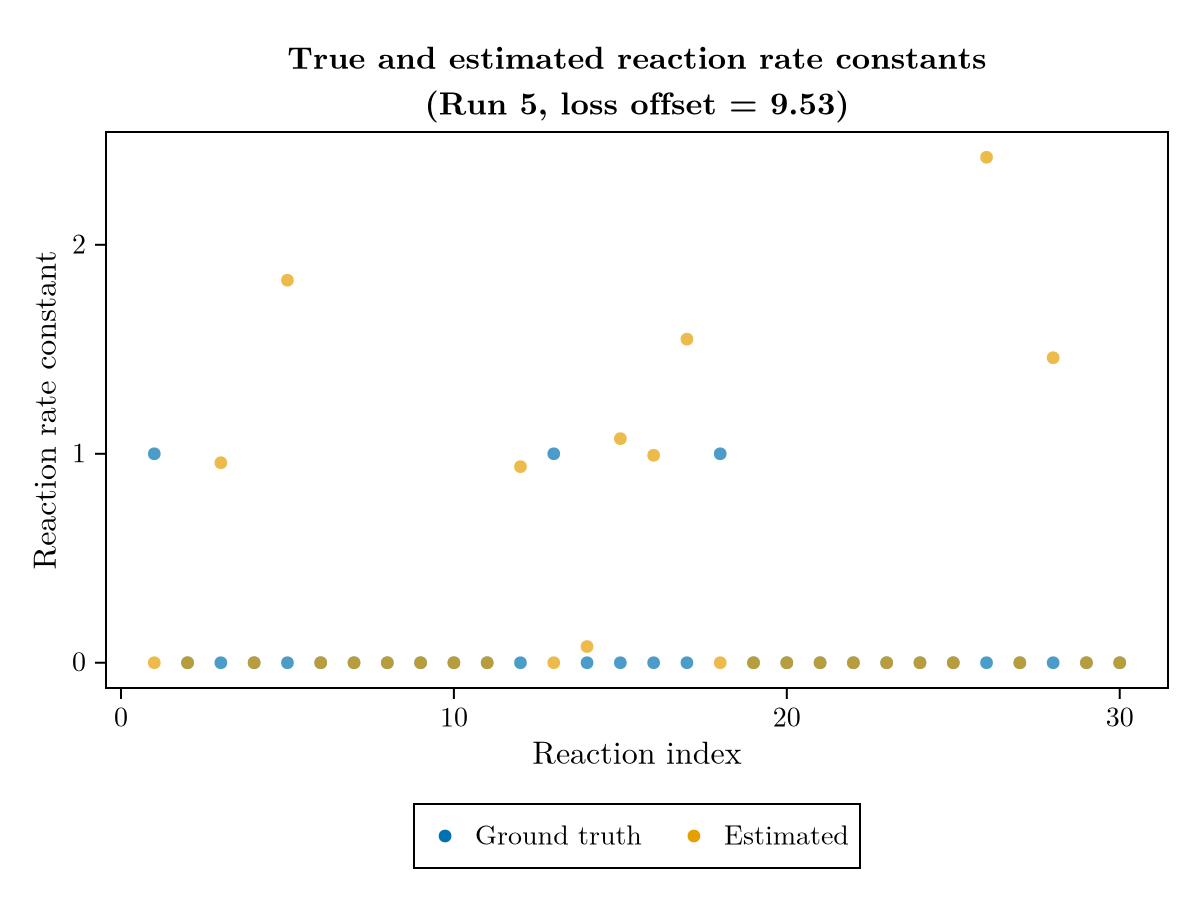 True and estimated reaction rate constants
(Run 5, loss offset = 9.53)
Reaction rate constant
2
1
0
0 10 20 30
Reaction index
Ground truth Estimated